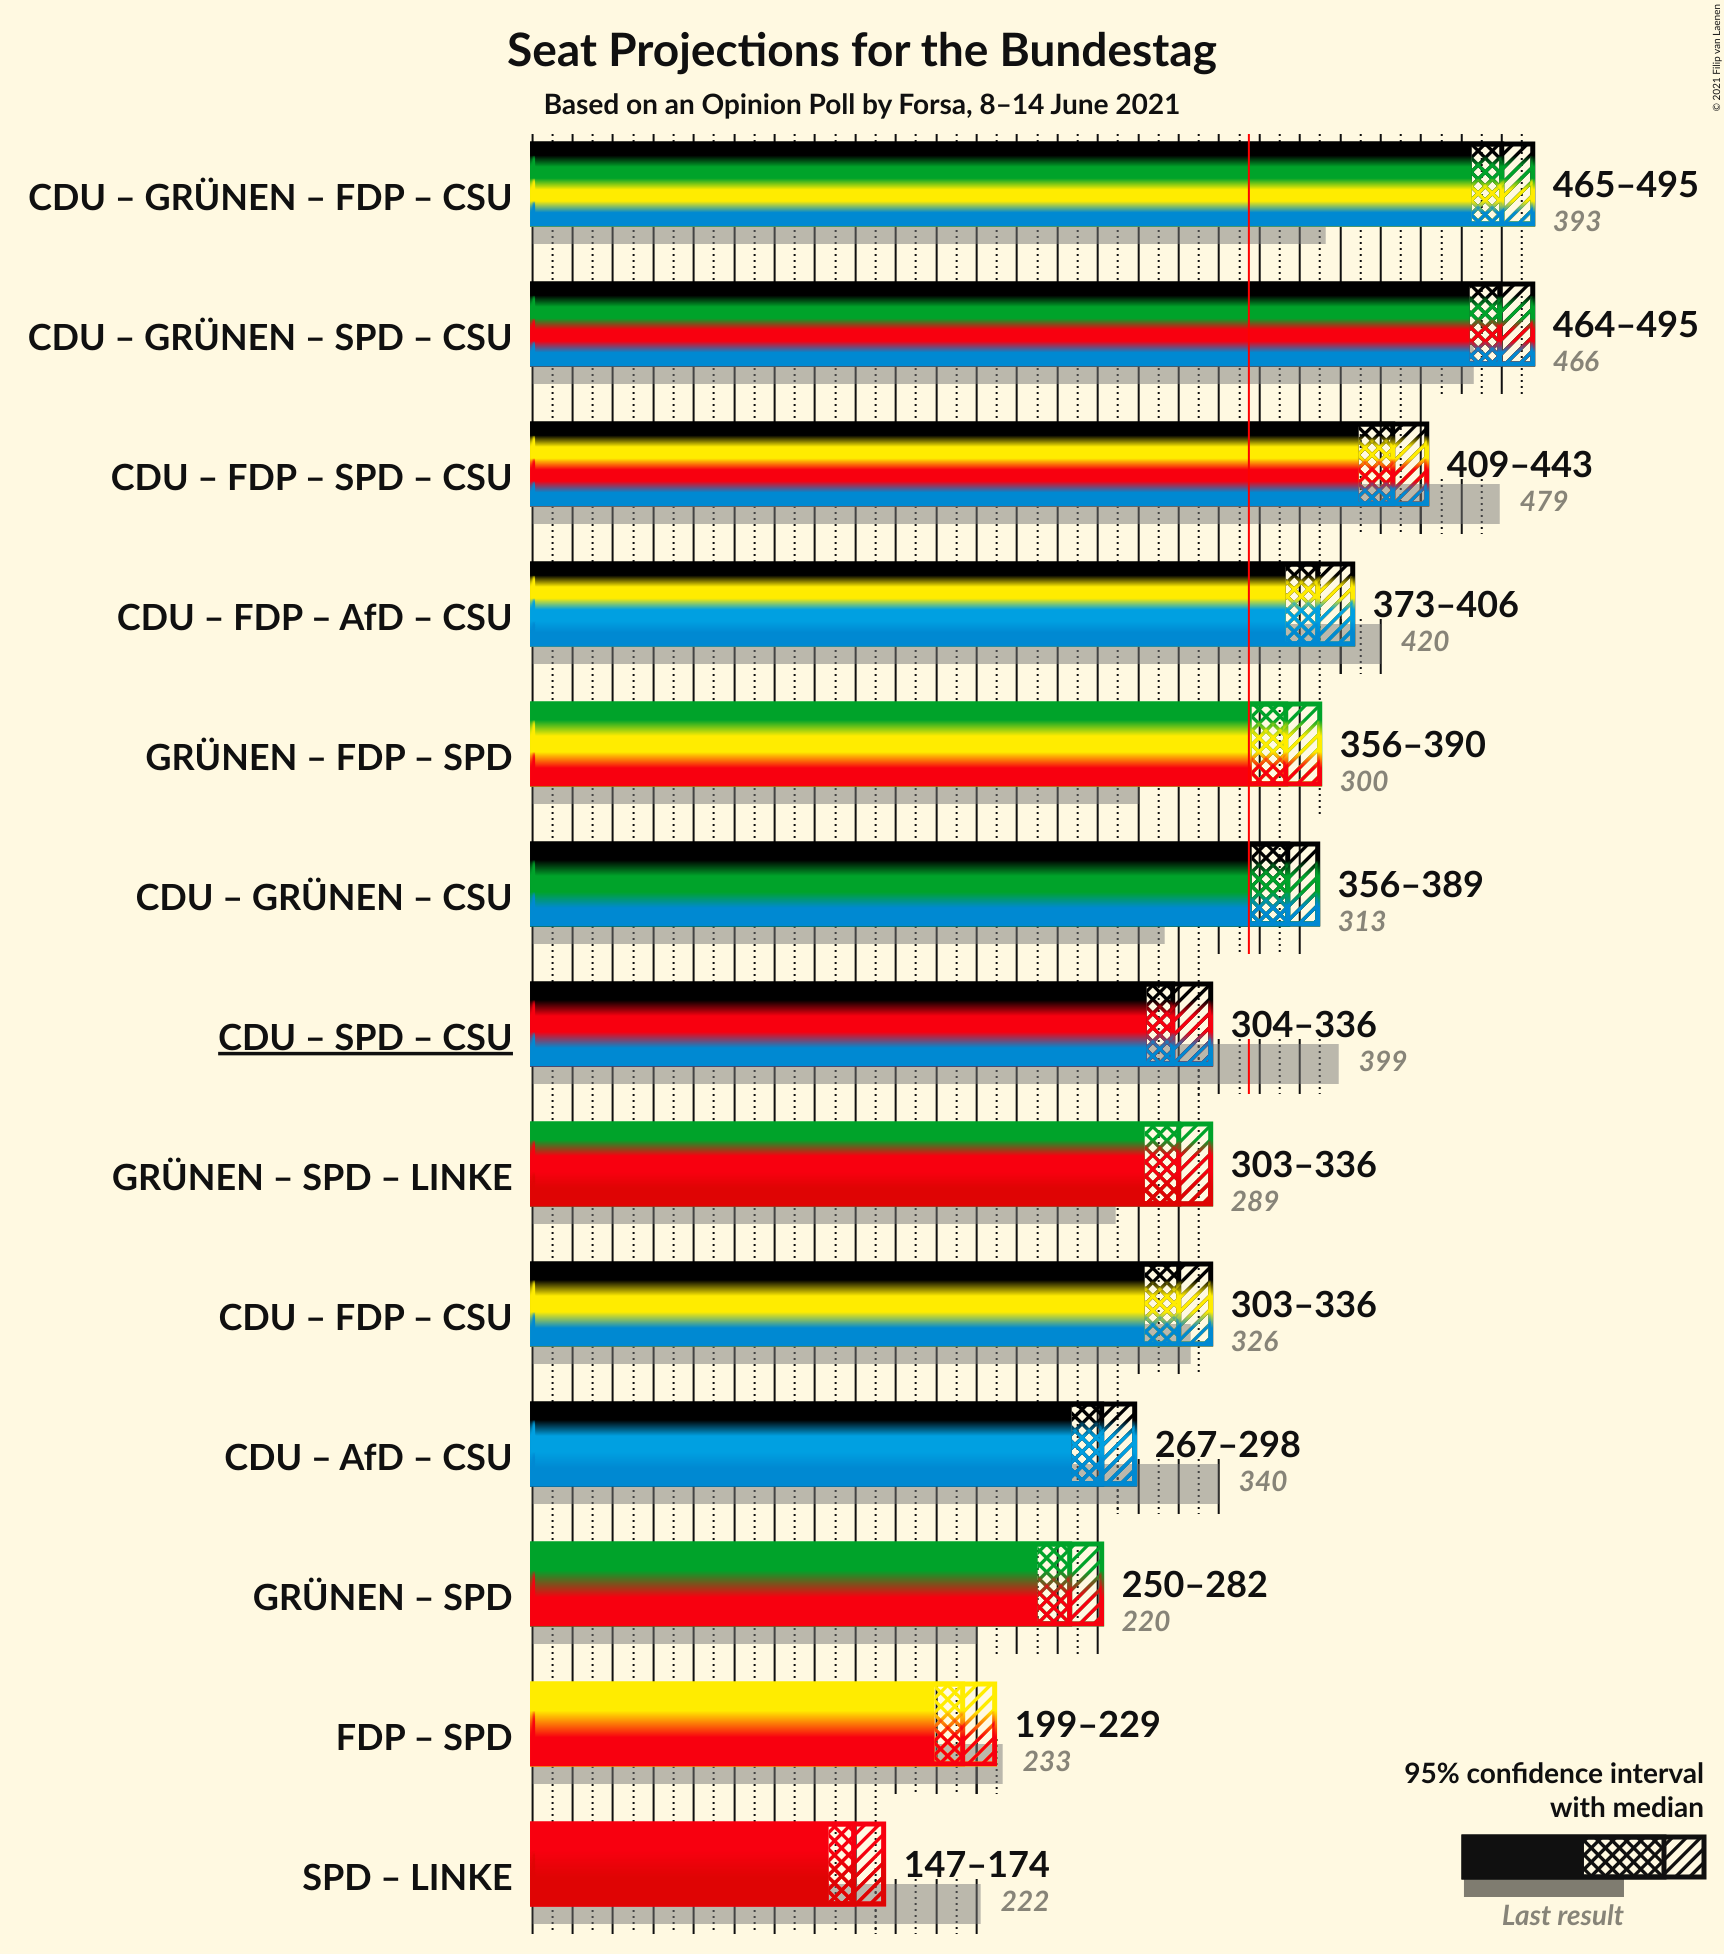 Seat Projections for the Bundestag
Based on an Opinion Poll by Forsa, 8–14 June 2021
© 2021 Filip van Laenen
CDU – GRÜNEN – FDP – CSU
465–495
393
CDU – GRÜNEN – SPD – CSU
464–495
466
CDU – FDP – SPD – CSU
409–443
479
CDU – FDP – AfD – CSU
373–406
420
GRÜNEN – FDP – SPD
356–390
300
CDU – GRÜNEN – CSU
356–389
313
CDU – SPD – CSU
304–336
399
GRÜNEN – SPD – LINKE
303–336
289
CDU – FDP – CSU
303–336
326
CDU – AfD – CSU
267–298
340
GRÜNEN – SPD
250–282
220
FDP – SPD
199–229
233
SPD – LINKE
147–174
222
95% confidence interval
with median
Last result